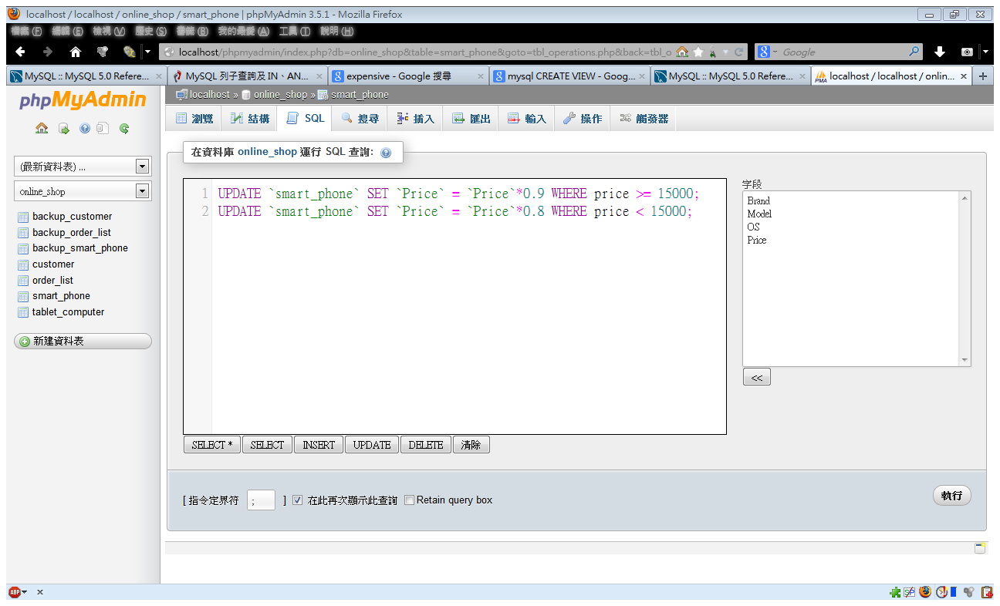 localhost / localhost / online_shop / smart_phone | phpMyAdmin 3.5.1 - Mozilla Firefox
檔案 (F) 編輯 (E) 檢視 (V) 歷史 (S) 書籤 (B) 我的最愛 (A) 工具 (T) 說明 (H)
localhost/phpmyadmin/index.php?db=online_shop&table=smart_phone&goto=tbl_operations.php&back=tbl_o Google
MySQL :: MySQL 5.0 Refere... MySQL 列子查詢及 IN、AN... expensive - Google 搜尋 mysql CREATE VIEW - Goog... MySQL :: MySQL 5.0 Refere... localhost / localhost / onlin...
phpMyAdmin
localhost » online_shop » smart_phone
瀏覽 結構 SQL 搜尋 插入 匯出 輸入 操作 觸發器
(最新資料表) ...
online_shop
backup_customer
backup_order_list
backup_smart_phone
customer
order_list
smart_phone
tablet_computer
新建資料表
在資料庫 online_shop 運行 SQL 查詢:
1 UPDATE `smart_phone` SET `Price` = `Price`*0.9 WHERE price >= 15000;
2 UPDATE `smart_phone` SET `Price` = `Price`*0.8 WHERE price < 15000;
字段
Brand
Model
OS
Price
<<
SELECT * SELECT INSERT UPDATE DELETE 清除
[ 指令定界符 ; ] 在此再次顯示此查詢 Retain query box
執行
ABP